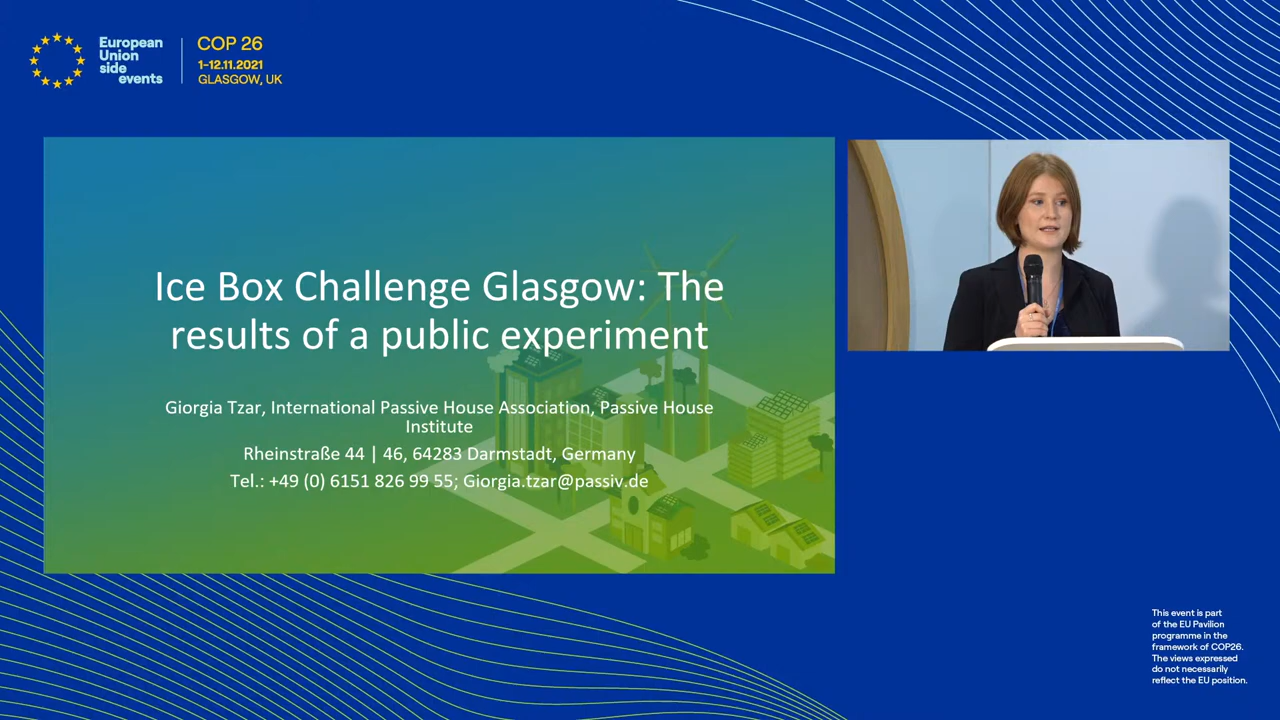 European
Union
side
events
COP 26
1-12.11.2021
GLASGOW, UK
Ice Box Challenge Glasgow: The
results of a public experiment
Giorgia Tzar, International Passive House Association, Passive House
Institute
Rheinstraße 44 | 46, 64283 Darmstadt, Germany
Tel.: +49 (0) 6151 826 99 55; Giorgia.tzar@passiv.de
This event is part
of the EU Pavilion
programme in the
framework of COP26.
The views expressed
do not necessarily
reflect the EU position.